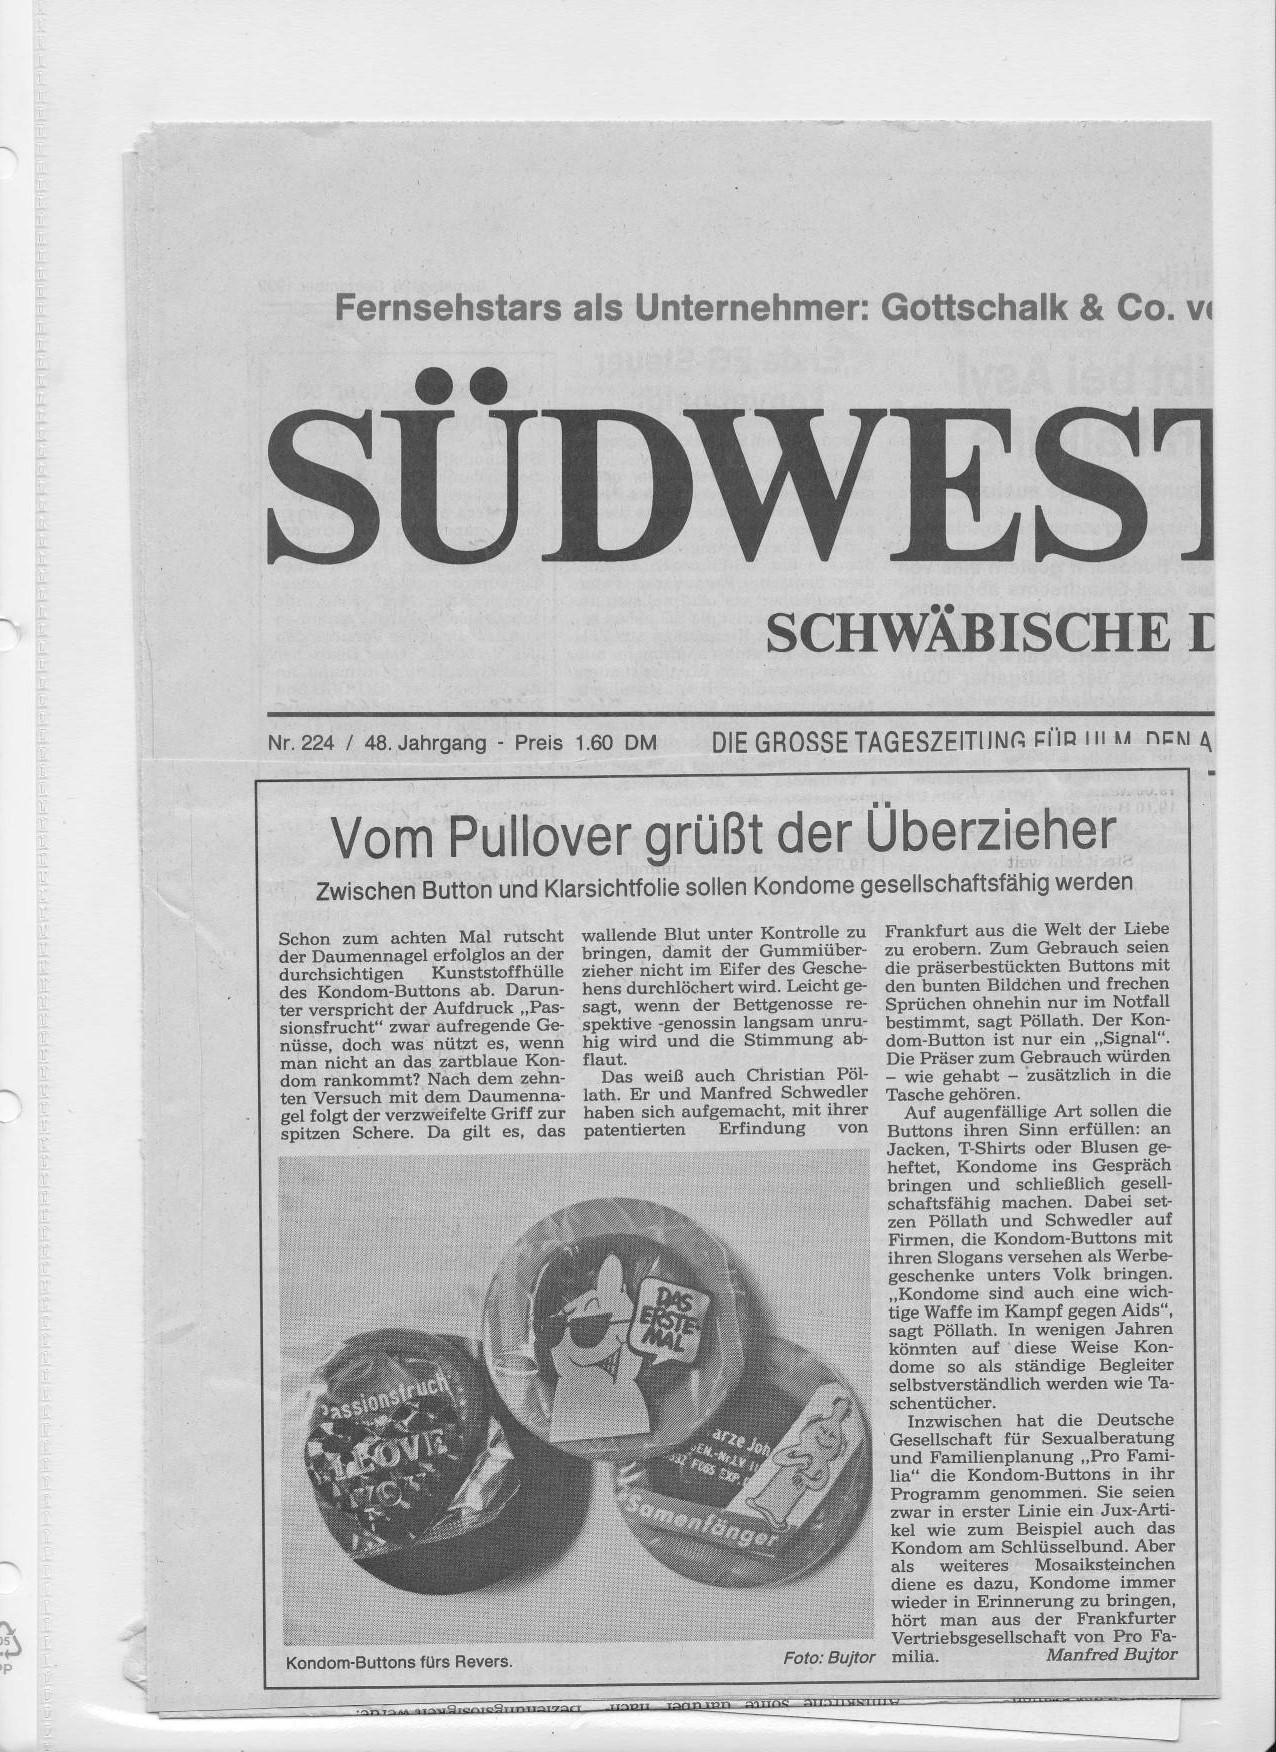 Fernsehstars als Unternehmer: Gottschalk & Co.
SÜDWEST
SCHWÄBISCHE D
Nr. 224 / 48. Jahrgang - Preis 1.60 DM
DIE GROSSE TAGESZEITUNG FÜR ULM, DEN A
Vom Pullover grüßt der Überzieher
Zwischen Button und Klarsichtfolie sollen Kondome gesellschaftsfähig werden
Schon zum achten Mal rutscht
der Daumennagel erfolglos an der
durchsichtigen Kunststoffhülle
des Kondom-Buttons ab. Darun-
ter verspricht der Aufdruck „Pas-
sionsfrucht“ zwar aufregende Ge-
nüsse, doch was nützt es, wenn
man nicht an das zartblaue Kon-
dom rankommt? Nach dem zehn-
ten Versuch mit dem Daumenna-
gel folgt der verzweifelte Griff zur
spitzen Schere. Da gilt es, das
wallende Blut unter Kontrolle zu
bringen, damit der Gummiüber-
zieher nicht im Eifer des Gesche-
hens durchlöchert wird. Leicht ge-
sagt, wenn der Bettgenosse re-
spektive -genossin langsam unru-
hig wird und die Stimmung ab-
flaut.
Das weiß auch Christian Pöl-
lath. Er und Manfred Schwedler
haben sich aufgemacht, mit ihrer
patentierten Erfindung von
Frankfurt aus die Welt der Liebe
zu erobern. Zum Gebrauch seien
die präserbestückten Buttons mit
den bunten Bildchen und frechen
Sprüchen ohnehin nur im Notfall
bestimmt, sagt Pöllath. Der Kon-
dom-Button ist nur ein „Signal“.
Die Präser zum Gebrauch würden
– wie gehabt – zusätzlich in die
Tasche gehören.
Auf augenfällige Art sollen die
Buttons ihren Sinn erfüllen: an
Jacken, T-Shirts oder Blusen ge-
heftet, Kondome ins Gespräch
bringen und schließlich gesell-
schaftsfähig machen. Dabei set-
zen Pöllath und Schwedler auf
Firmen, die Kondom-Buttons mit
ihren Slogans versehen als Werbe-
geschenke unters Volk bringen.
„Kondome sind auch eine wich-
tige Waffe im Kampf gegen Aids“,
sagt Pöllath. In wenigen Jahren
könnten auf diese Weise Kon-
dome so als ständige Begleiter
selbstverständlich werden wie Ta-
schentücher.
Inzwischen hat die Deutsche
Gesellschaft für Sexualberatung
und Familienplanung „Pro Fami-
lia“ die Kondom-Buttons in ihr
Programm genommen. Sie seien
zwar in erster Linie ein Jux-Arti-
kel wie zum Beispiel auch das
Kondom am Schlüsselbund. Aber
als weiteres Mosaiksteinchen
diene es dazu, Kondome immer
wieder in Erinnerung zu bringen,
hört man aus der Frankfurter
Vertriebsgesellschaft von Pro Fa-
milia. Manfred Bujtor
DAS
ERSTE-
MAL
LOVE
Samenfänger
Kondom-Buttons fürs Revers.
Foto: Bujtor